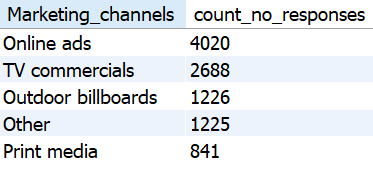 Marketing_channels count_no_responses
Online ads 4020
TV commercials 2688
Outdoor billboards 1226
Other 1225
Print media 841